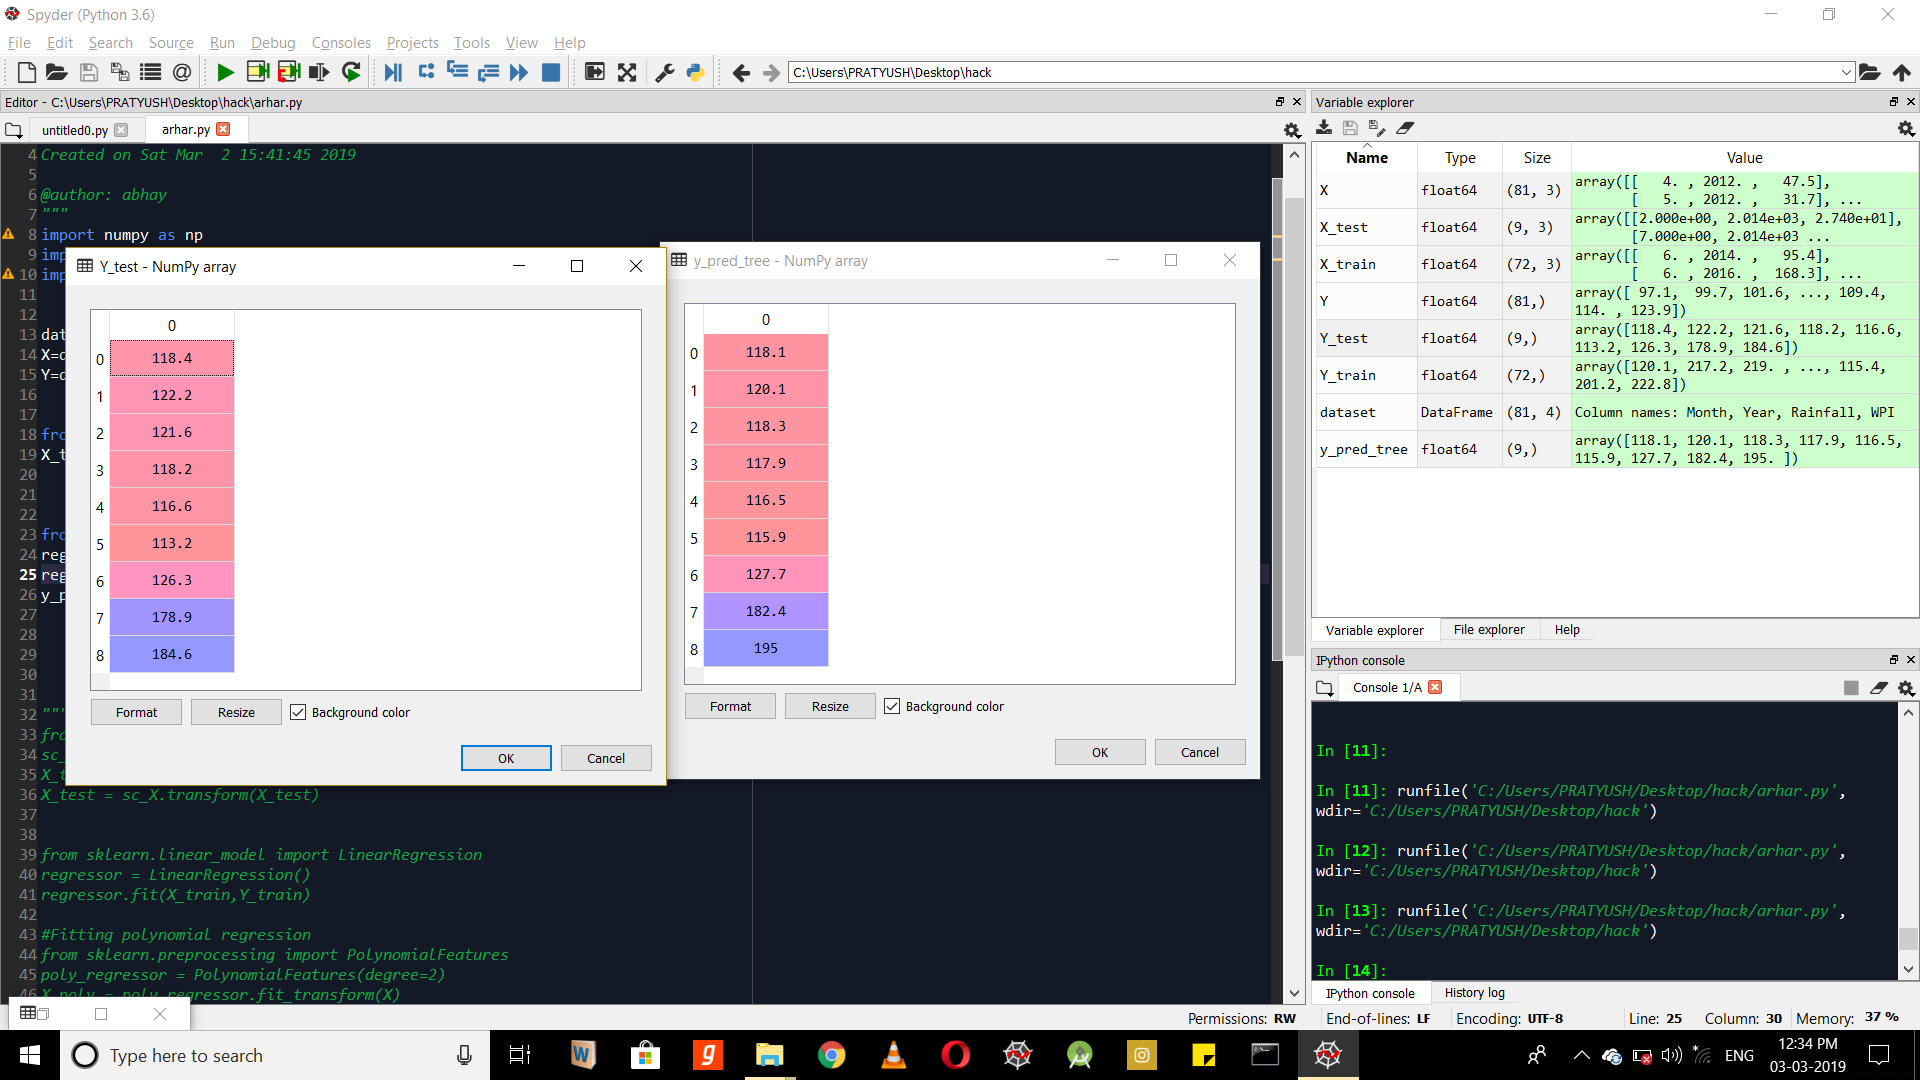 Spyder (Python 3.6)
File Edit Search Source Run Debug Consoles Projects Tools View Help
C:\Users\PRATYUSH\Desktop\hack
Editor - C:\Users\PRATYUSH\Desktop\hack\arhar.py
untitled0.py arhar.py
4 Created on Sat Mar  2 15:41:45 2019
5
6 @author: abhay
7 """
8 import numpy as np
9 imp
10 imp
11
12
13 dat
14 X=d
15 Y=d
16
17
18 fro
19 X_t
20
21
22
23 fro
24 reg
25 reg
26 y_p
27
28
29
30
31
32 """
33 fro
34 sc_
35 X_t
36 X_test = sc_X.transform(X_test)
37
38
39 from sklearn.linear_model import LinearRegression
40 regressor = LinearRegression()
41 regressor.fit(X_train,Y_train)
42
43 #Fitting polynomial regression
44 from sklearn.preprocessing import PolynomialFeatures
45 poly_regressor = PolynomialFeatures(degree=2)
46 X_poly = poly_regressor.fit_transform(X)
Y_test - NumPy array
0
0 118.4
1 122.2
2 121.6
3 118.2
4 116.6
5 113.2
6 126.3
7 178.9
8 184.6
Format Resize Background color
OK Cancel
y_pred_tree - NumPy array
0
0 118.1
1 120.1
2 118.3
3 117.9
4 116.5
5 115.9
6 127.7
7 182.4
8 195
Format Resize Background color
OK Cancel
Variable explorer
Name Type Size Value
X float64 (81, 3) array([[   4. , 2012. ,   47.5],
[   5. , 2012. ,   31.7], ...
X_test float64 (9, 3) array([[2.000e+00, 2.014e+03, 2.740e+01],
[7.000e+00, 2.014e+03 ...
X_train float64 (72, 3) array([[   6. , 2014. ,   95.4],
[   6. , 2016. ,  168.3], ...
Y float64 (81,) array([ 97.1,  99.7, 101.6, ..., 109.4,
114. , 123.9])
Y_test float64 (9,) array([118.4, 122.2, 121.6, 118.2, 116.6,
113.2, 126.3, 178.9, 184.6])
Y_train float64 (72,) array([120.1, 217.2, 219. , ..., 115.4,
201.2, 222.8])
dataset DataFrame (81, 4) Column names: Month, Year, Rainfall, WPI
y_pred_tree float64 (9,) array([118.1, 120.1, 118.3, 117.9, 116.5,
115.9, 127.7, 182.4, 195. ])
Variable explorer File explorer Help
IPython console
Console 1/A
In [11]:
In [11]: runfile('C:/Users/PRATYUSH/Desktop/hack/arhar.py',
wdir='C:/Users/PRATYUSH/Desktop/hack')
In [12]: runfile('C:/Users/PRATYUSH/Desktop/hack/arhar.py',
wdir='C:/Users/PRATYUSH/Desktop/hack')
In [13]: runfile('C:/Users/PRATYUSH/Desktop/hack/arhar.py',
wdir='C:/Users/PRATYUSH/Desktop/hack')
In [14]:
IPython console History log
Permissions: RW End-of-lines: LF Encoding: UTF-8 Line: 25 Column: 30 Memory: 37 %
Type here to search
ENG
12:34 PM
03-03-2019